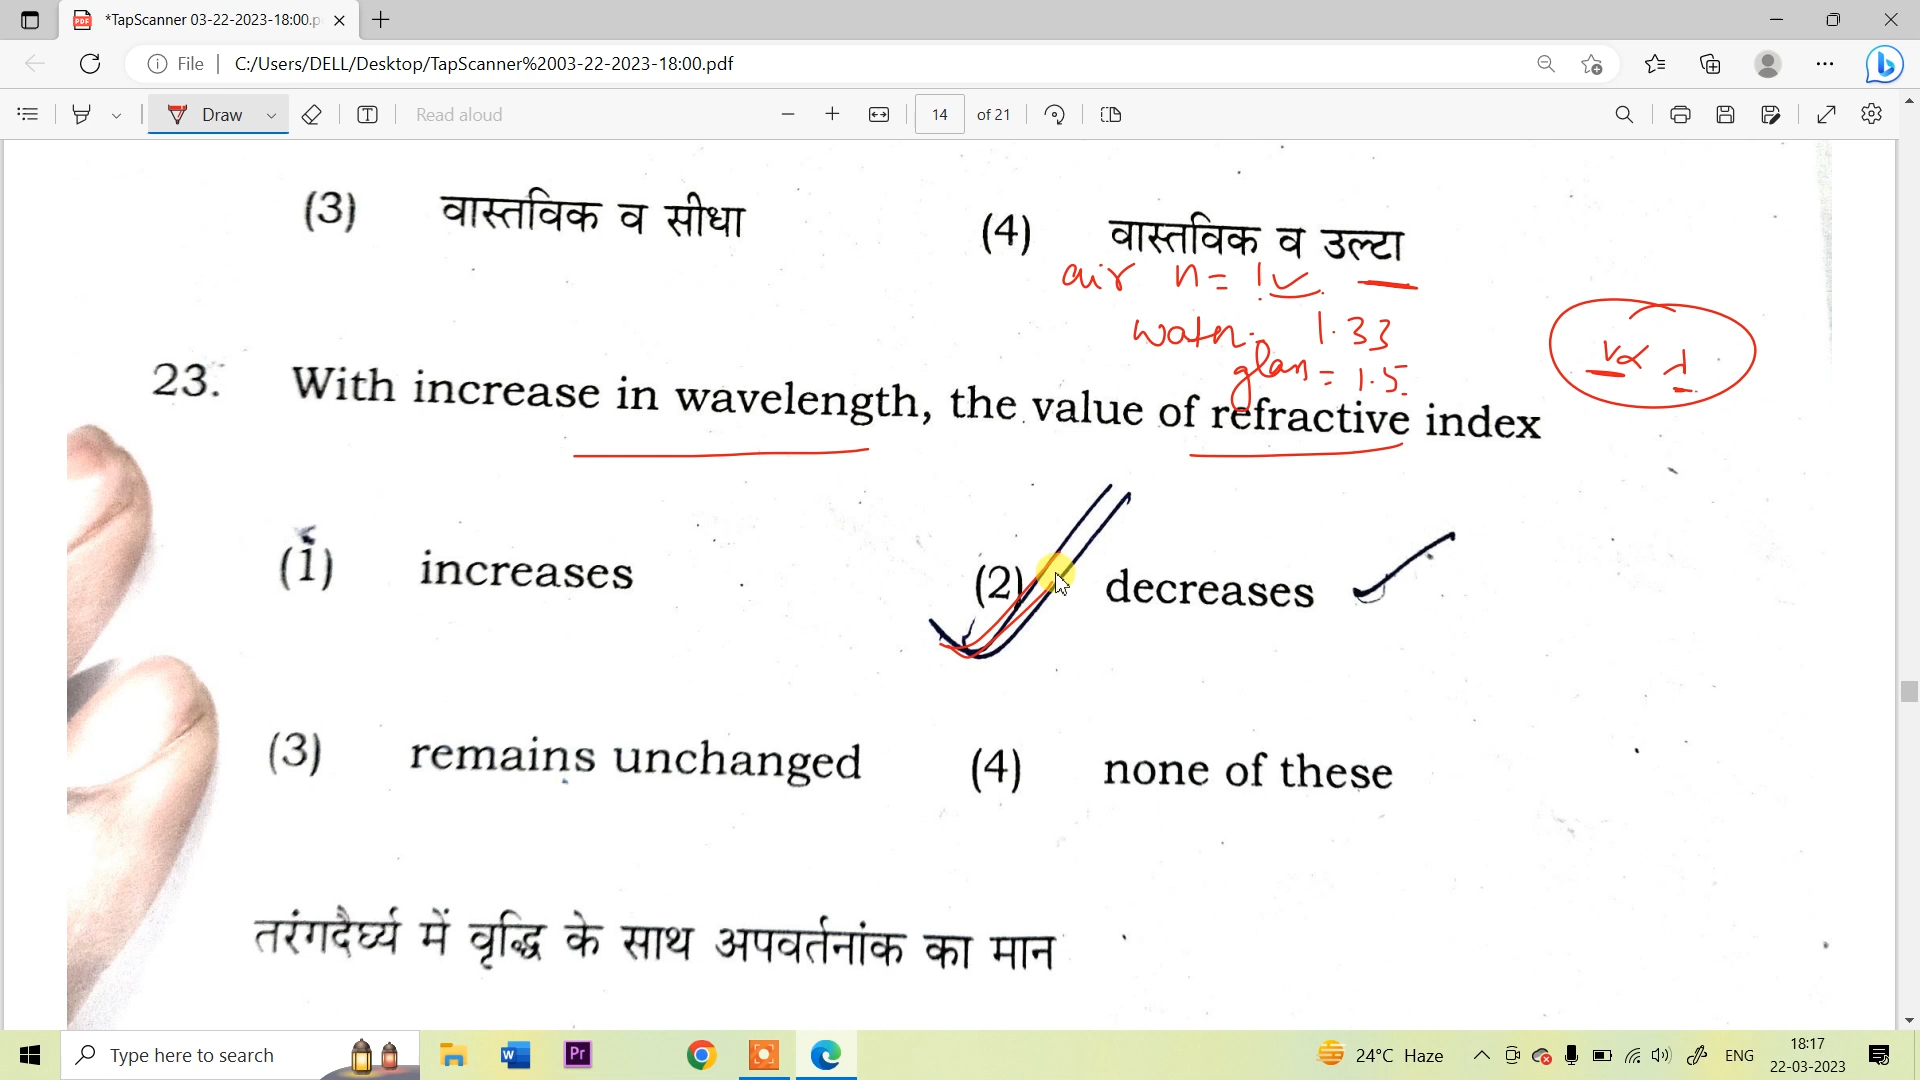 *TapScanner 03-22-2023-18:00.p
File
C:/Users/DELL/Desktop/TapScanner%2003-22-2023-18:00.pdf
Draw
Read aloud
14
of 21
(3) वास्तविक व सीधा
(4) वास्तविक व उल्टा
air n= 1
water 1.33
glass = 1.5
v ∝ λ
23. With increase in wavelength, the value of refractive index
(1) increases
(2) decreases
(3) remains unchanged
(4) none of these
तरंगदैर्घ्य में वृद्धि के साथ अपवर्तनांक का मान
Type here to search
Pr
24°C Haze
ENG
18:17
22-03-2023